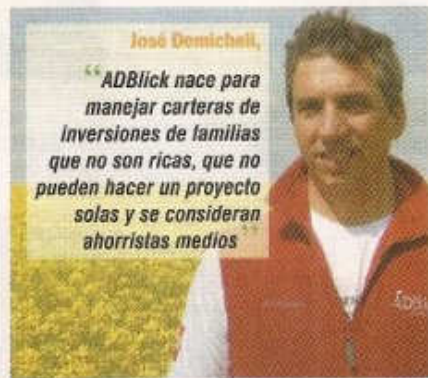 José Demicheli,
“ADBlick nace para
manejar carteras de
inversiones de familias
que no son ricas, que no
pueden hacer un proyecto
solas y se consideran
ahorristas medios”